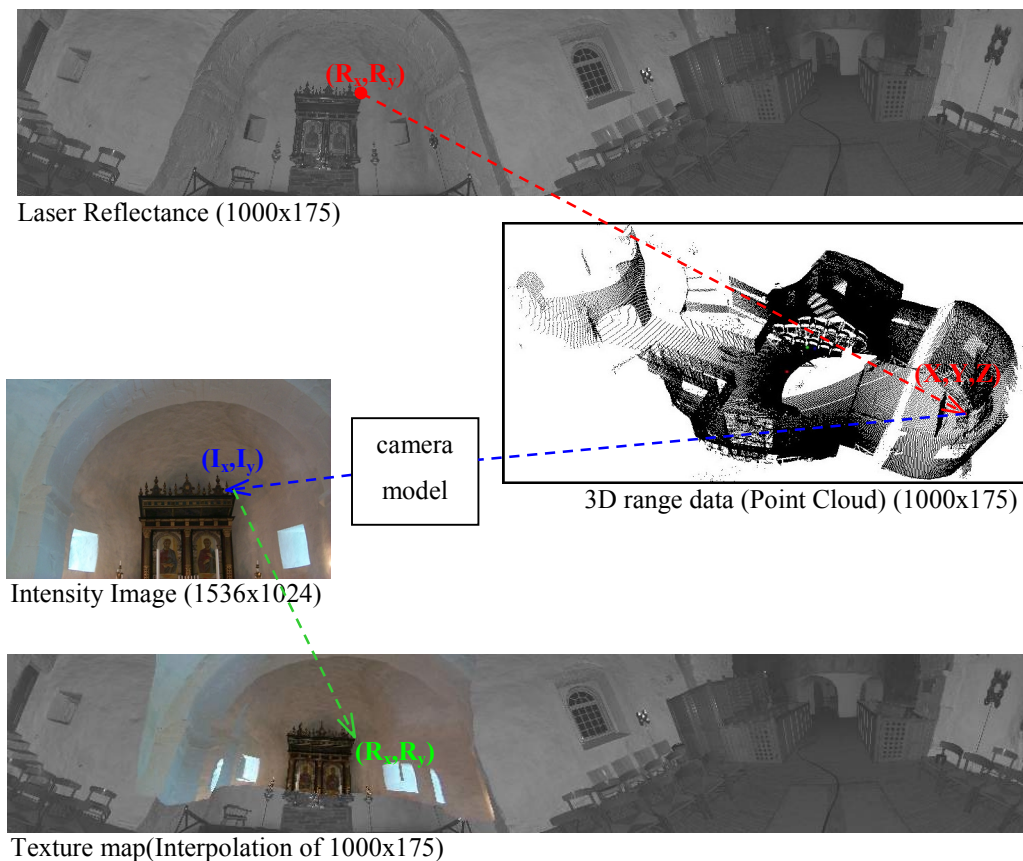 (Rx,Ry)
Laser Reflectance (1000x175)
(X,Y,Z)
camera
model
(Ix,Iy)
3D range data (Point Cloud) (1000x175)
Intensity Image (1536x1024)
(Rx,Ry)
Texture map(Interpolation of 1000x175)